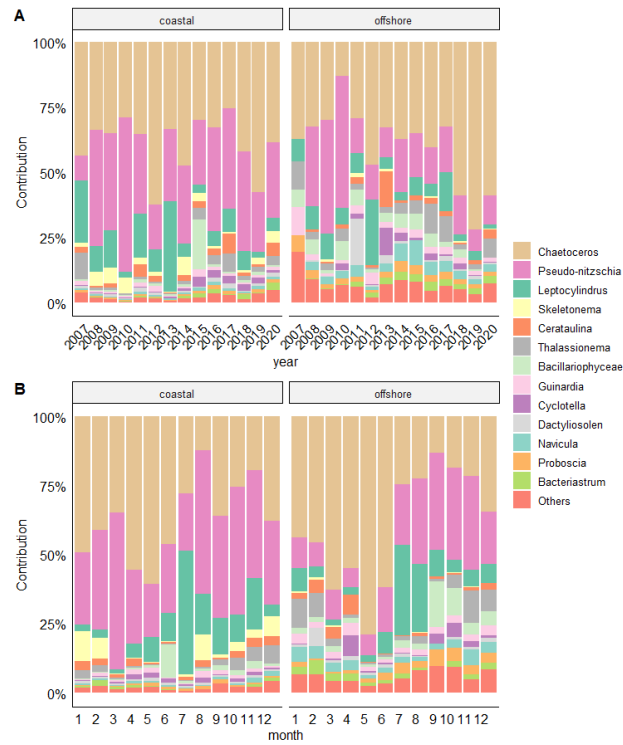 A
coastal
offshore
100%
75%
50%
25%
0%
Contribution
2007 2008 2009 2010 2011 2012 2013 2014 2015 2016 2017 2018 2019 2020
2007 2008 2009 2010 2011 2012 2013 2014 2015 2016 2017 2018 2019 2020
year
Chaetoceros
Pseudo-nitzschia
Leptocylindrus
Skeletonema
Cerataulina
Thalassionema
Bacillariophyceae
Guinardia
Cyclotella
Dactyliosolen
Navicula
Proboscia
Bacteriastrum
Others
B
coastal
offshore
100%
75%
50%
25%
0%
Contribution
1 2 3 4 5 6 7 8 9 10 11 12
1 2 3 4 5 6 7 8 9 10 11 12
month